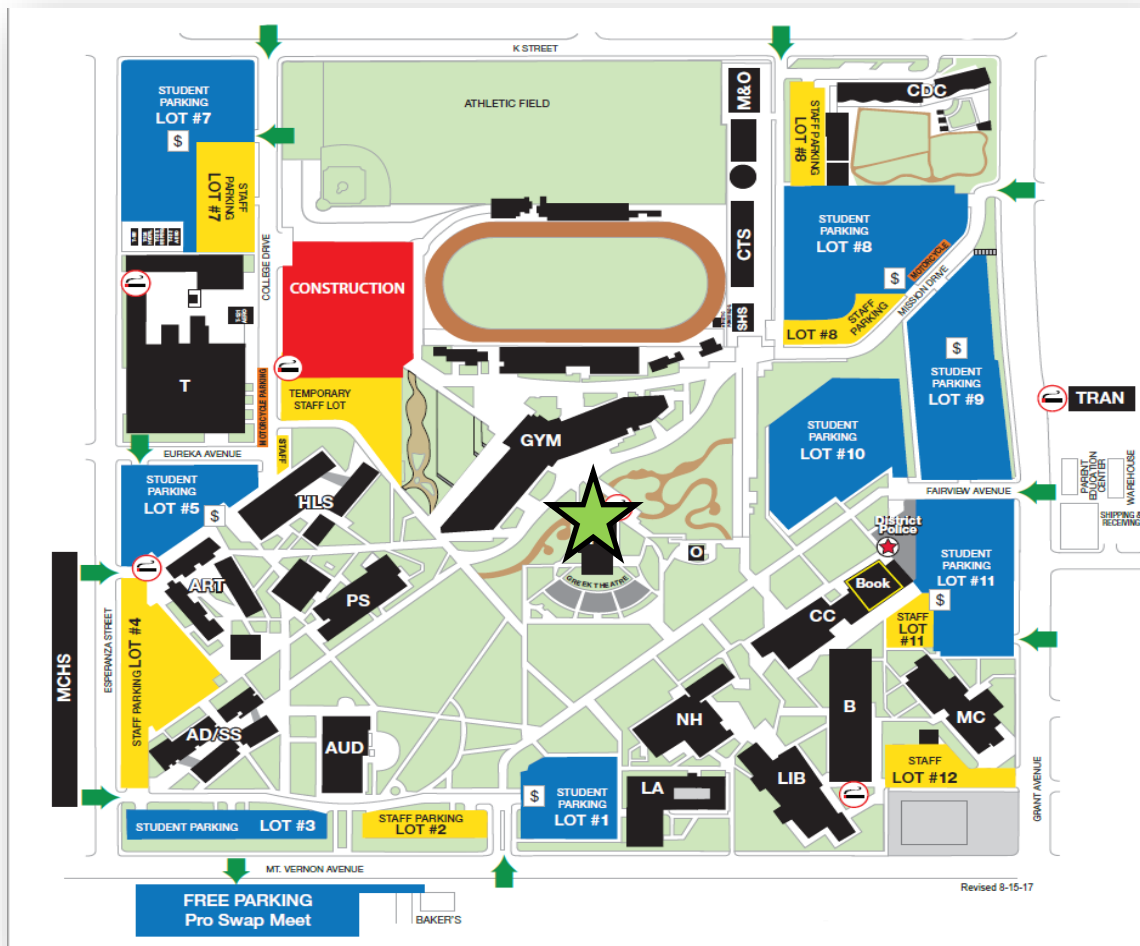 K STREET
STUDENT
PARKING
LOT #7
$
STAFF
PARKING
LOT #7
ATHLETIC FIELD
M&O
CDC
STAFF PARKING
LOT #8
STUDENT
PARKING
LOT #8
$
MOTORCYCLE
MISSION DRIVE
STAFF
PARKING
LOT #8
CTS
SHS
COLLEGE DRIVE
CONSTRUCTION
TEMPORARY
STAFF LOT
MOTORCYCLE PARKING
STAFF
T
EUREKA AVENUE
GYM
$
STUDENT
PARKING
LOT #9
TRAN
STUDENT
PARKING
LOT #10
FAIRVIEW AVENUE
PARENT
EDUCATION
CENTER
WAREHOUSE
SHIPPING &
RECEIVING
STUDENT
PARKING
LOT #5
$
HLS
ART
PS
O
GREEK THEATRE
District
Police
STUDENT
PARKING
LOT #11
$
Book
CC
STAFF
LOT
#11
MCHS
ESPERANZA STREET
STAFF PARKING LOT #4
AD/SS
AUD
NH
B
MC
LIB
LA
STAFF
LOT #12
GRANT AVENUE
$
STUDENT
PARKING
LOT #1
STUDENT PARKING LOT #3
STAFF PARKING
LOT #2
MT. VERNON AVENUE
Revised 8-15-17
FREE PARKING
Pro Swap Meet
BAKER'S